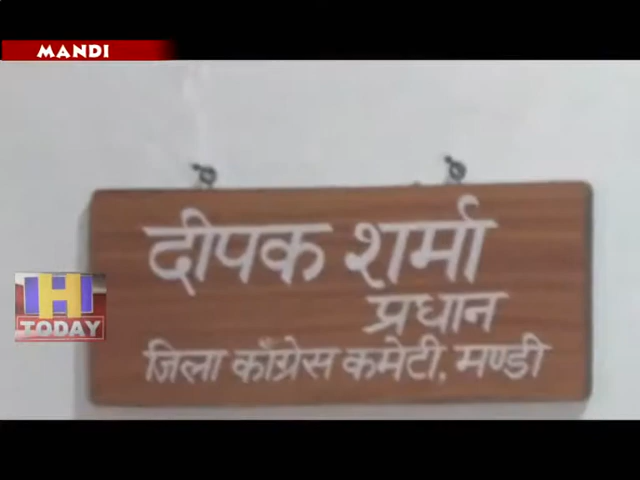 MANDI
दीपक शर्मा
प्रधान
जिला काँग्रेस कमेटी, मण्डी
H
TODAY